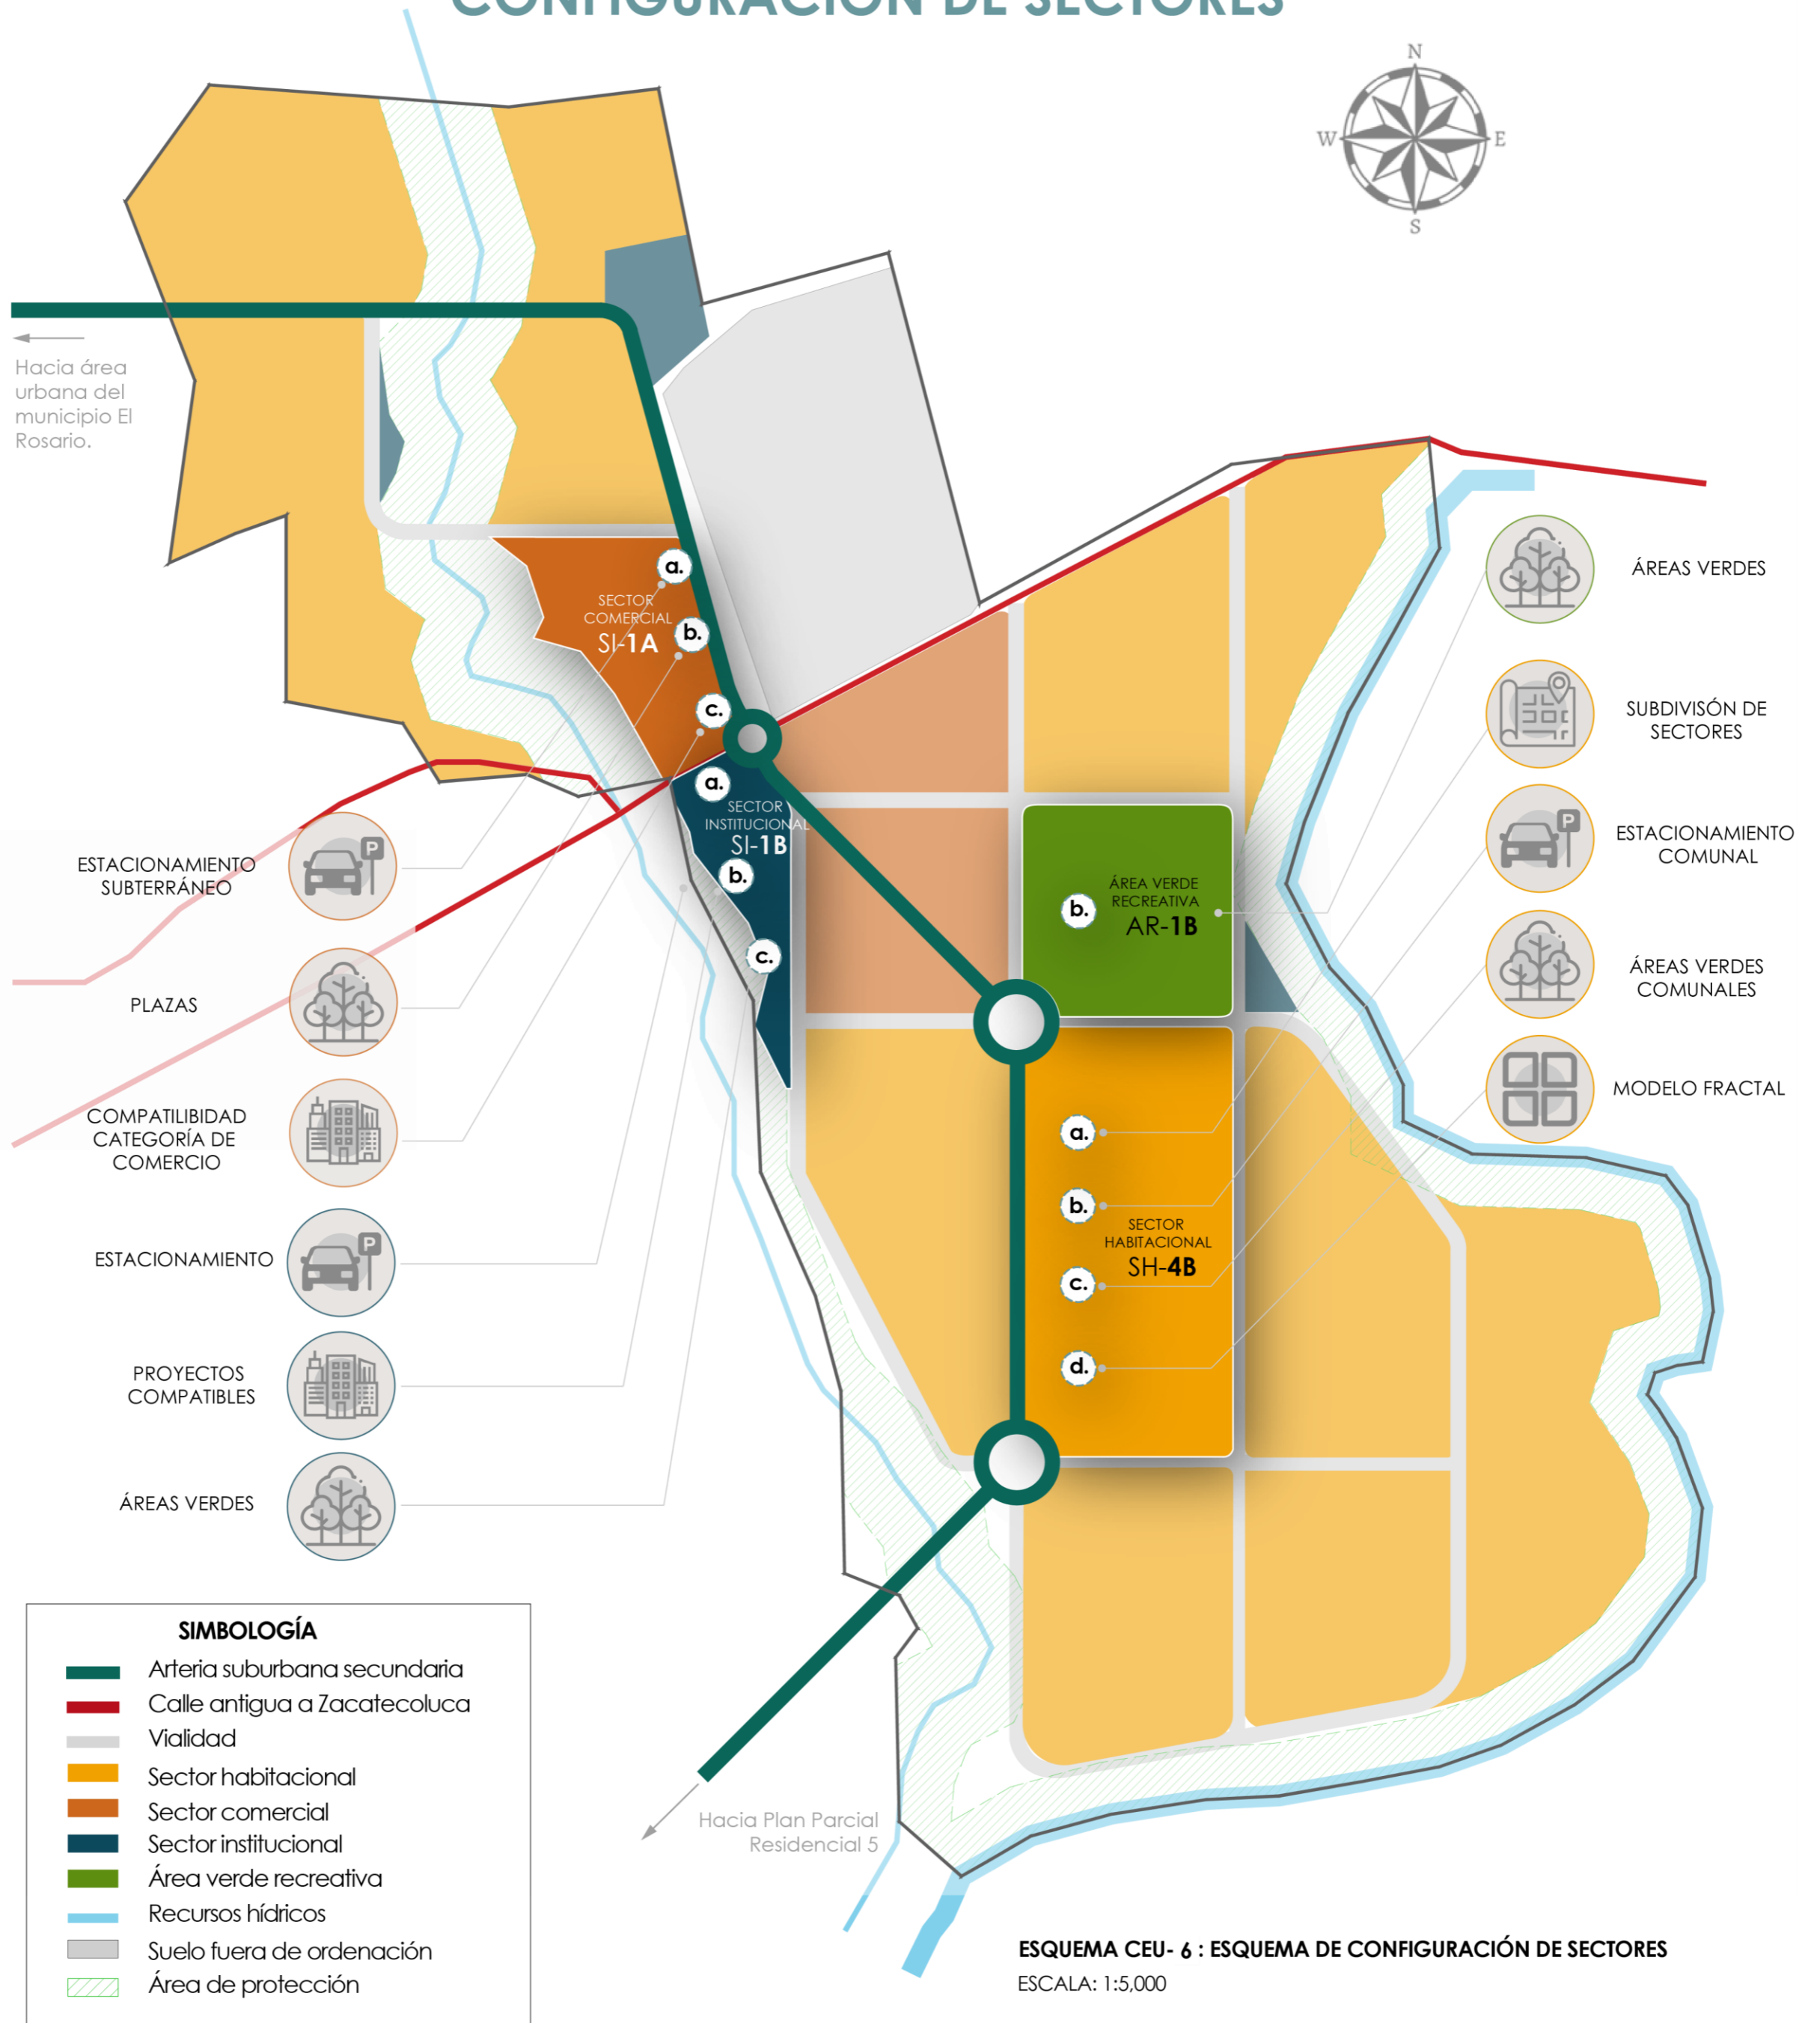 CONFIGURACIÓN DE SECTORES
N
W
E
S
Hacia área
urbana del
municipio El
Rosario.
a.
SECTOR
COMERCIAL
SI-1A
b.
c.
a.
SECTOR
INSTITUCIONAL
SI-1B
b.
c.
b.
ÁREA VERDE
RECREATIVA
AR-1B
a.
b.
SECTOR
HABITACIONAL
SH-4B
c.
d.
ÁREAS VERDES
SUBDIVISÓN DE
SECTORES
P
ESTACIONAMIENTO
COMUNAL
ÁREAS VERDES
COMUNALES
MODELO FRACTAL
ESTACIONAMIENTO
SUBTERRÁNEO
P
PLAZAS
COMPATILIBIDAD
CATEGORÍA DE
COMERCIO
ESTACIONAMIENTO
P
PROYECTOS
COMPATIBLES
ÁREAS VERDES
SIMBOLOGÍA
Arteria suburbana secundaria
Calle antigua a Zacatecoluca
Vialidad
Sector habitacional
Sector comercial
Sector institucional
Área verde recreativa
Recursos hídricos
Suelo fuera de ordenación
Área de protección
Hacia Plan Parcial
Residencial 5
ESQUEMA CEU- 6 : ESQUEMA DE CONFIGURACIÓN DE SECTORES
ESCALA: 1:5,000